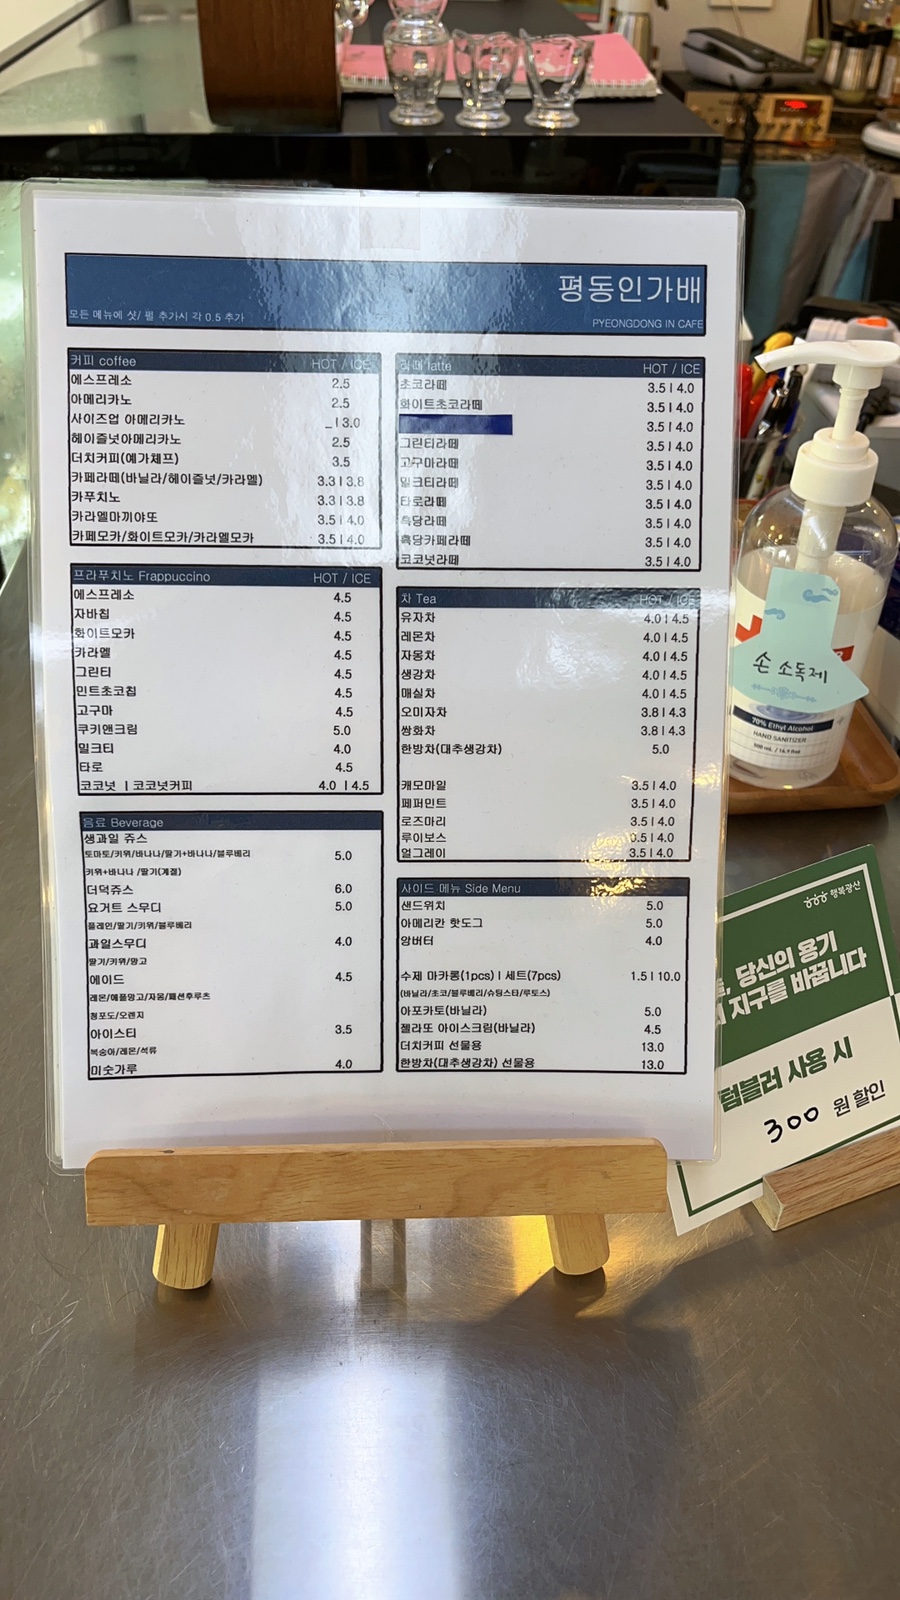 평동인가배
모든 메뉴에 샷/ 펄 추가시 각 0.5 추가
PYEONGDONG IN CAFE
커피 coffee HOT / ICE
에스프레소 2.5
아메리카노 2.5
사이즈업 아메리카노 _ | 3.0
헤이즐넛아메리카노 2.5
더치커피(예가체프) 3.5
카페라떼(바닐라/헤이즐넛/카라멜) 3.3 | 3.8
카푸치노 3.3 | 3.8
카라멜마끼야또 3.5 | 4.0
카페모카/화이트모카/카라멜모카 3.5 | 4.0
프라푸치노 Frappuccino HOT / ICE
에스프레소 4.5
자바칩 4.5
화이트모카 4.5
카라멜 4.5
그린티 4.5
민트초코칩 4.5
고구마 4.5
쿠키앤크림 5.0
밀크티 4.0
타로 4.5
코코넛 | 코코넛커피 4.0 | 4.5
음료 Beverage
생과일 쥬스
토마토/키위/바나나/딸기+바나나/블루베리 5.0
키위+바나나 /딸기(계절)
더덕쥬스 6.0
요거트 스무디 5.0
플레인/딸기/키위/블루베리
과일스무디 4.0
딸기/키위/망고
에이드 4.5
레몬/애플망고/자몽/패션후루츠
청포도/오렌지
아이스티 3.5
복숭아/레몬/석류
미숫가루 4.0
라떼 latte HOT / ICE
초코라떼 3.5 | 4.0
화이트초코라떼 3.5 | 4.0
3.5 | 4.0
그린티라떼 3.5 | 4.0
고구마라떼 3.5 | 4.0
밀크티라떼 3.5 | 4.0
타로라떼 3.5 | 4.0
흑당라떼 3.5 | 4.0
흑당카페라떼 3.5 | 4.0
코코넛라떼 3.5 | 4.0
차 Tea HOT / ICE
유자차 4.0 | 4.5
레몬차 4.0 | 4.5
자몽차 4.0 | 4.5
생강차 4.0 | 4.5
매실차 4.0 | 4.5
오미자차 3.8 | 4.3
쌍화차 3.8 | 4.3
한방차(대추생강차) 5.0
캐모마일 3.5 | 4.0
페퍼민트 3.5 | 4.0
로즈마리 3.5 | 4.0
루이보스 3.5 | 4.0
얼그레이 3.5 | 4.0
사이드 메뉴 Side Menu
샌드위치 5.0
아메리칸 핫도그 5.0
앙버터 4.0
수제 마카롱(1pcs) | 세트(7pcs) 1.5 | 10.0
(바닐라/초코/블루베리/슈팅스타/루토스)
아포카토(바닐라) 5.0
젤라또 아이스크림(바닐라) 4.5
더치커피 선물용 13.0
한방차(대추생강차) 선물용 13.0
손 소독제
70% Ethyl Alcohol
HAND SANITIZER
500 mL / 16.9 fl oz
행복광산
당신의 용기
지구를 바꿉니다
텀블러 사용 시
300 원 할인